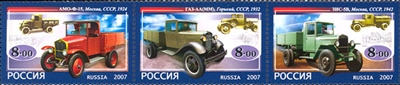 АМО-Ф-15, Москва, СССР, 1924
8-00
РОССИЯ
RUSSIA 2007
ГАЗ-АА(ММ), Горький, СССР, 1932
8-00
РОССИЯ
RUSSIA 2007
ЗИС-5В, Москва, СССР, 1942
8-00
РОССИЯ
RUSSIA 2007